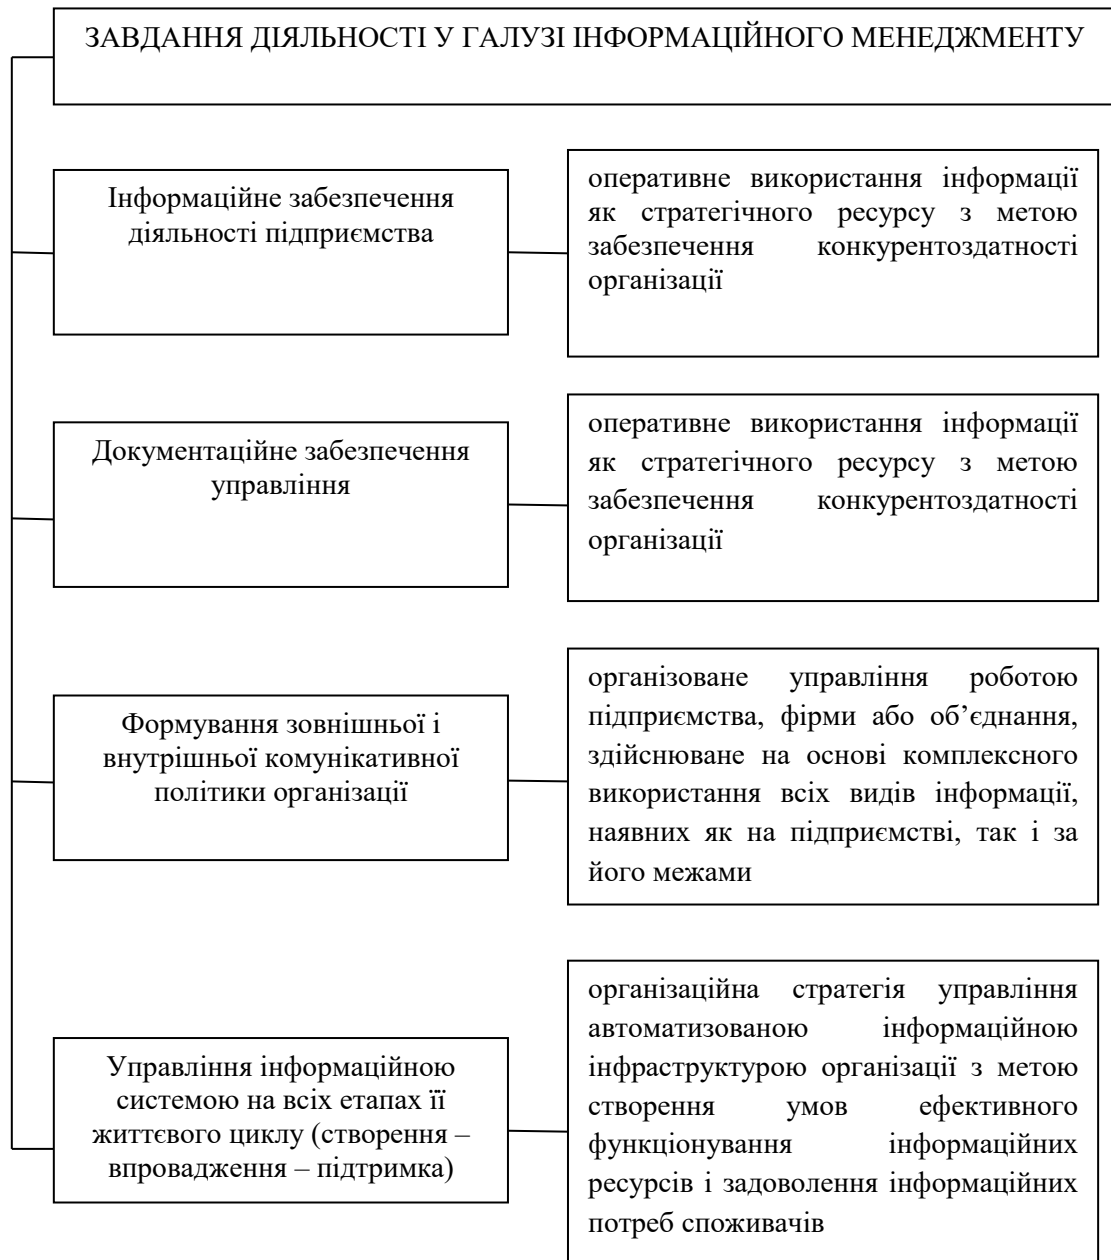 ЗАВДАННЯ ДІЯЛЬНОСТІ У ГАЛУЗІ ІНФОРМАЦІЙНОГО МЕНЕДЖМЕНТУ
Інформаційне забезпечення
діяльності підприємства
оперативне використання інформації
як стратегічного ресурсу з метою
забезпечення конкурентоздатності
організації
Документаційне забезпечення
управління
оперативне використання інформації
як стратегічного ресурсу з метою
забезпечення конкурентоздатності
організації
Формування зовнішньої і
внутрішньої комунікативної
політики організації
організоване управління роботою
підприємства, фірми або об’єднання,
здійснюване на основі комплексного
використання всіх видів інформації,
наявних як на підприємстві, так і за
його межами
Управління інформаційною
системою на всіх етапах її
життєвого циклу (створення –
впровадження – підтримка)
організаційна стратегія управління
автоматизованою інформаційною
інфраструктурою організації з метою
створення умов ефективного
функціонування інформаційних
ресурсів і задоволення інформаційних
потреб споживачів